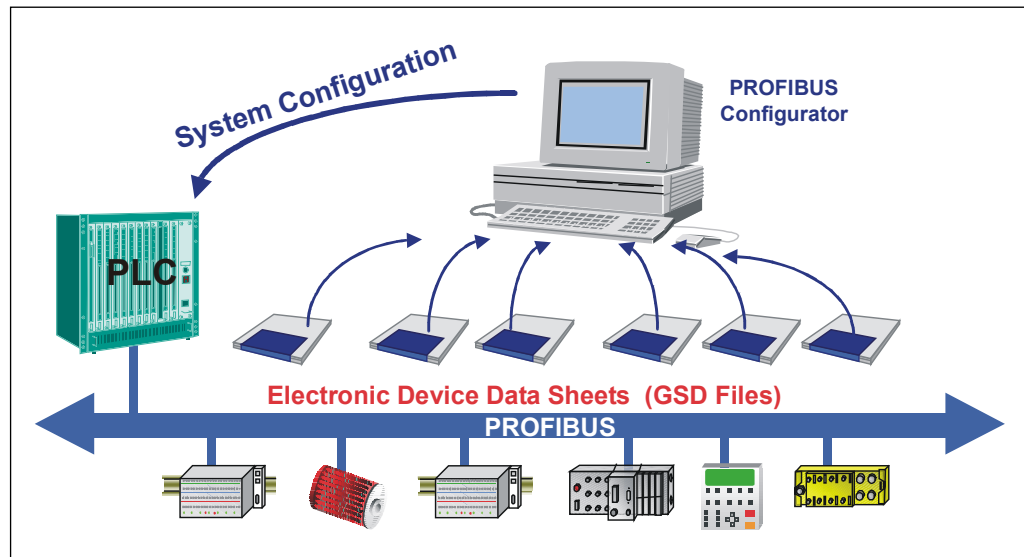 System Configuration
PROFIBUS
Configurator
PLC
Electronic Device Data Sheets (GSD Files)
PROFIBUS